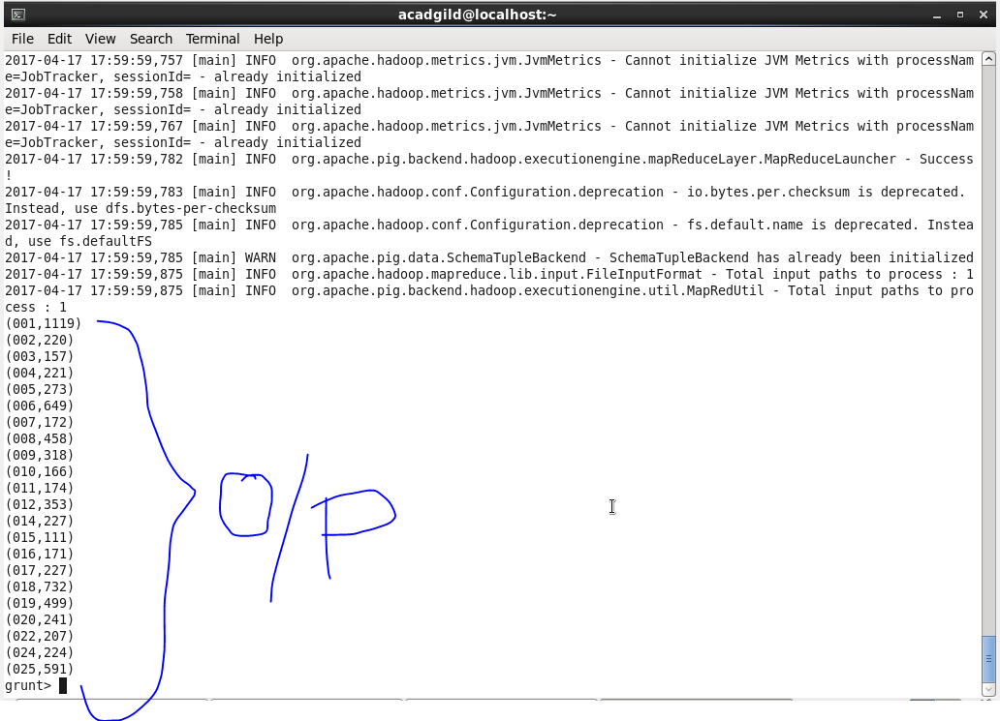 acadgild@localhost:~
File Edit View Search Terminal Help
2017-04-17 17:59:59,757 [main] INFO  org.apache.hadoop.metrics.jvm.JvmMetrics - Cannot initialize JVM Metrics with processNam
e=JobTracker, sessionId= - already initialized
2017-04-17 17:59:59,758 [main] INFO  org.apache.hadoop.metrics.jvm.JvmMetrics - Cannot initialize JVM Metrics with processNam
e=JobTracker, sessionId= - already initialized
2017-04-17 17:59:59,767 [main] INFO  org.apache.hadoop.metrics.jvm.JvmMetrics - Cannot initialize JVM Metrics with processNam
e=JobTracker, sessionId= - already initialized
2017-04-17 17:59:59,782 [main] INFO  org.apache.pig.backend.hadoop.executionengine.mapReduceLayer.MapReduceLauncher - Success
!
2017-04-17 17:59:59,783 [main] INFO  org.apache.hadoop.conf.Configuration.deprecation - io.bytes.per.checksum is deprecated.
Instead, use dfs.bytes-per-checksum
2017-04-17 17:59:59,785 [main] INFO  org.apache.hadoop.conf.Configuration.deprecation - fs.default.name is deprecated. Instea
d, use fs.defaultFS
2017-04-17 17:59:59,785 [main] WARN  org.apache.pig.data.SchemaTupleBackend - SchemaTupleBackend has already been initialized
2017-04-17 17:59:59,875 [main] INFO  org.apache.hadoop.mapreduce.lib.input.FileInputFormat - Total input paths to process : 1
2017-04-17 17:59:59,875 [main] INFO  org.apache.pig.backend.hadoop.executionengine.util.MapRedUtil - Total input paths to pro
cess : 1
(001,1119)
(002,220)
(003,157)
(004,221)
(005,273)
(006,649)
(007,172)
(008,458)
(009,318)
(010,166)
(011,174)
(012,353)
(014,227)
(015,111)
(016,171)
(017,227)
(018,732)
(019,499)
(020,241)
(022,207)
(024,224)
(025,591)
grunt>
O/P